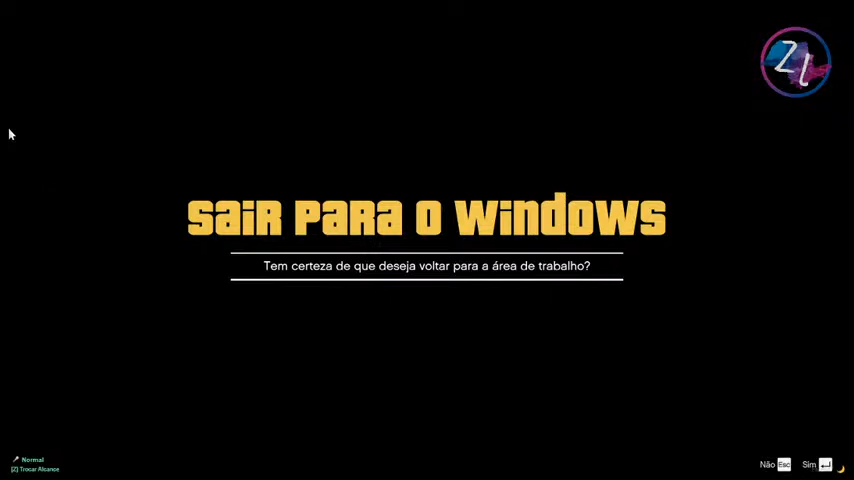 ZL
saiR PaRa o windows
Tem certeza de que deseja voltar para a área de trabalho?
Normal
[Z] Trocar Alcance
Não Esc Sim